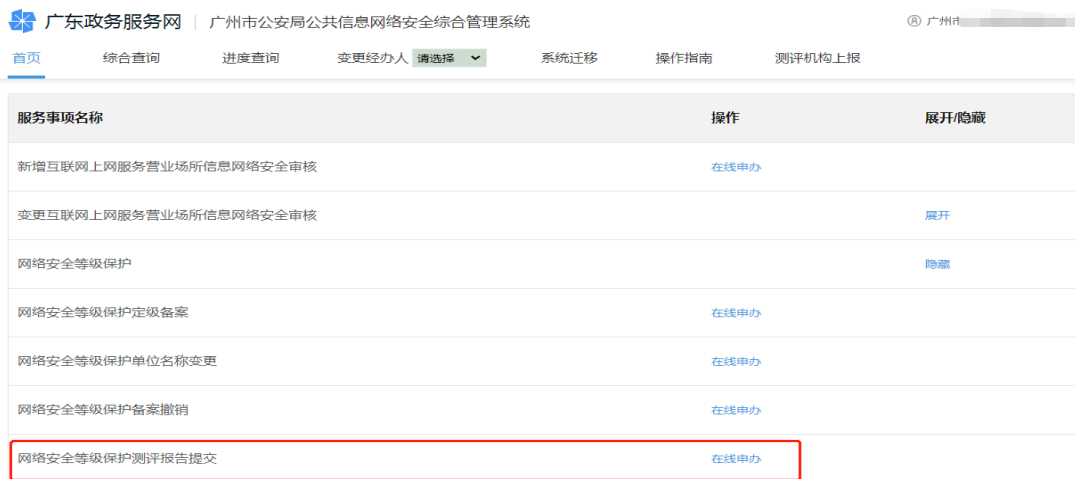 广东政务服务网 | 广州市公安局公共信息网络安全综合管理系统 广州市
首页 综合查询 进度查询 变更经办人 请选择 系统迁移 操作指南 测评机构上报
服务事项名称 操作 展开/隐藏
新增互联网上网服务营业场所信息网络安全审核 在线申办
变更互联网上网服务营业场所信息网络安全审核 展开
网络安全等级保护 隐藏
网络安全等级保护定级备案 在线申办
网络安全等级保护单位名称变更 在线申办
网络安全等级保护备案撤销 在线申办
网络安全等级保护测评报告提交 在线申办